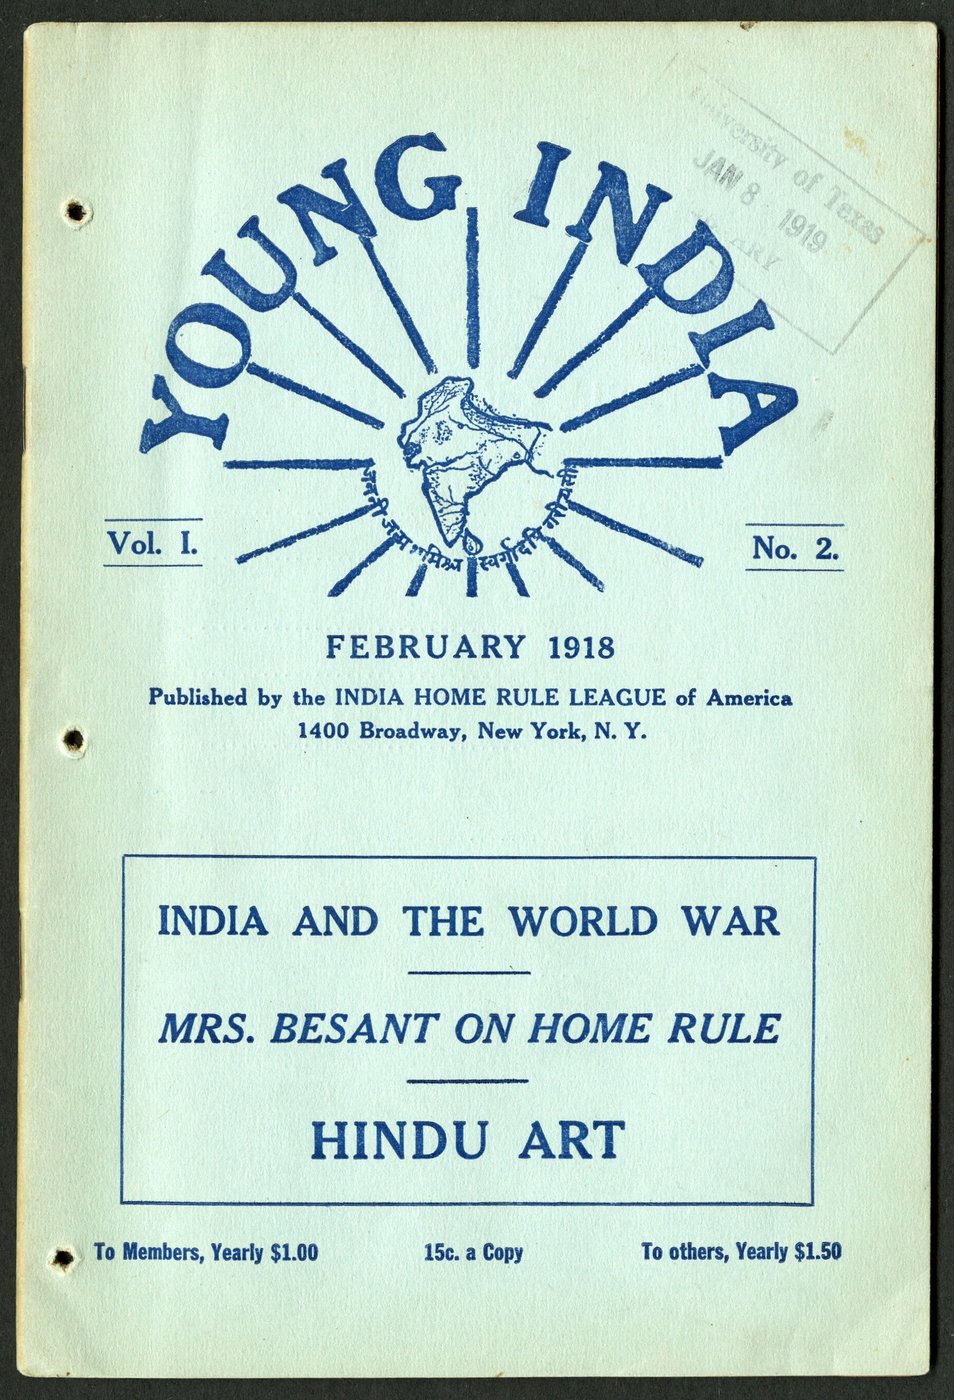 YOUNG INDIA
University of Texas
JAN 8 1919
LIBRARY
जननी जन्मभूमिश्च स्वर्गादपि गरीयसी
Vol. I.
No. 2.
FEBRUARY 1918
Published by the INDIA HOME RULE LEAGUE of America
1400 Broadway, New York, N. Y.
INDIA AND THE WORLD WAR
MRS. BESANT ON HOME RULE
HINDU ART
To Members, Yearly $1.00
15c. a Copy
To others, Yearly $1.50